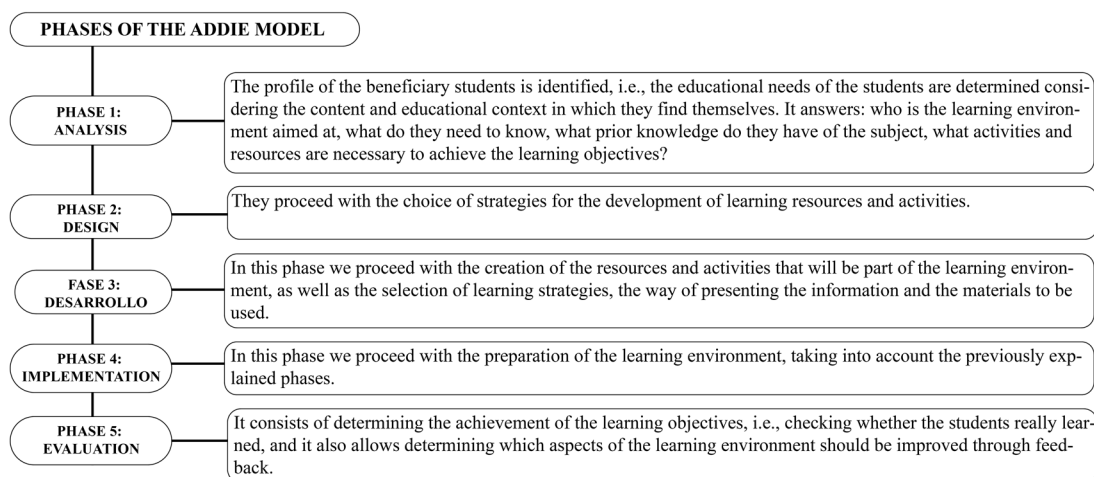 PHASES OF THE ADDIE MODEL
PHASE 1:
ANALYSIS
The profile of the beneficiary students is identified, i.e., the educational needs of the students are determined consi-
dering the content and educational context in which they find themselves. It answers: who is the learning environ-
ment aimed at, what do they need to know, what prior knowledge do they have of the subject, what activities and
resources are necessary to achieve the learning objectives?
PHASE 2:
DESIGN
They proceed with the choice of strategies for the development of learning resources and activities.
FASE 3:
DESARROLLO
In this phase we proceed with the creation of the resources and activities that will be part of the learning environ-
ment, as well as the selection of learning strategies, the way of presenting the information and the materials to be
used.
PHASE 4:
IMPLEMENTATION
In this phase we proceed with the preparation of the learning environment, taking into account the previously exp-
lained phases.
PHASE 5:
EVALUATION
It consists of determining the achievement of the learning objectives, i.e., checking whether the students really lear-
ned, and it also allows determining which aspects of the learning environment should be improved through feed-
back.